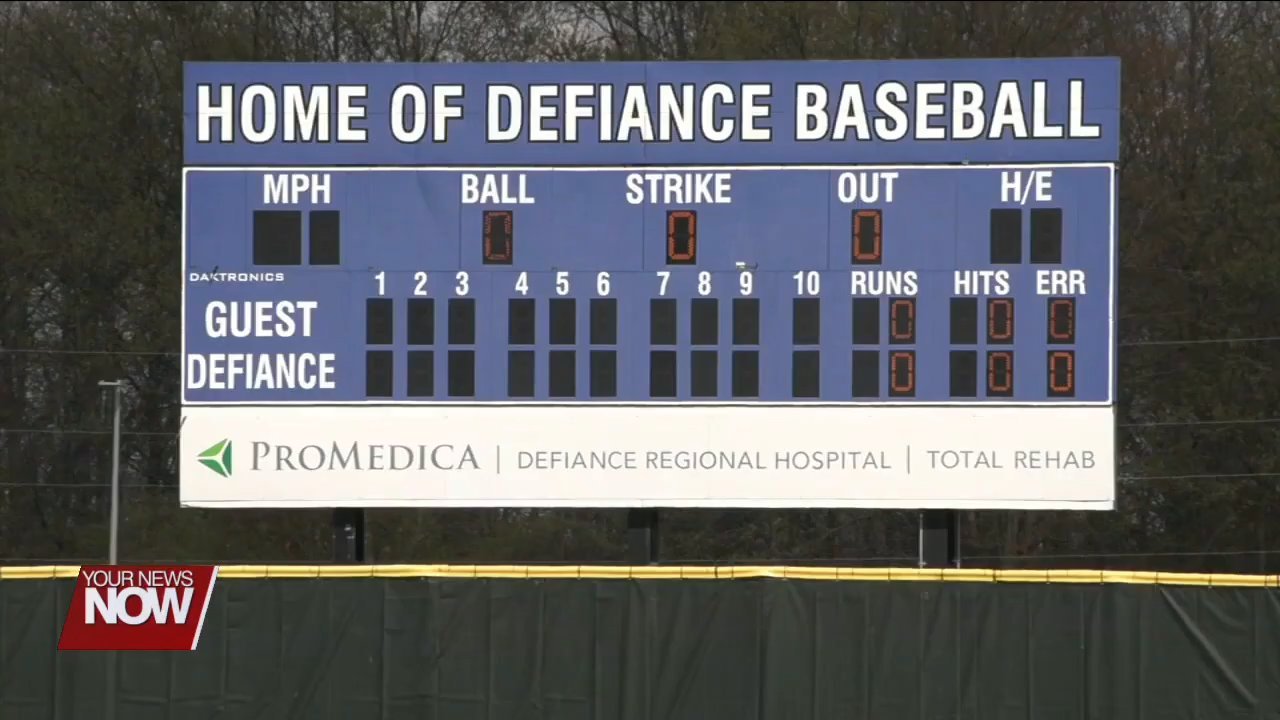 HOME OF DEFIANCE BASEBALL
MPH BALL STRIKE OUT H/E
0 0 0
DAKTRONICS 1 2 3 4 5 6 7 8 9 10 RUNS HITS ERR
GUEST 0 0 0
DEFIANCE 0 0 0
PROMEDICA | DEFIANCE REGIONAL HOSPITAL | TOTAL REHAB
YOUR NEWS
NOW